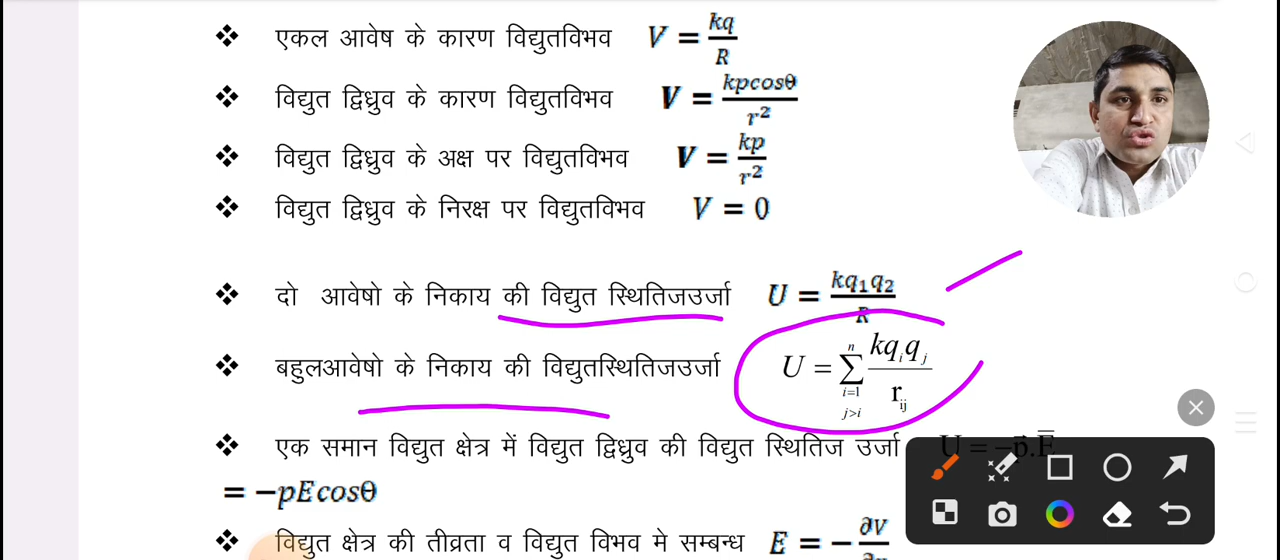 ❖ एकल आवेष के कारण विद्युतविभव V = kq/R
❖ विद्युत द्विध्रुव के कारण विद्युतविभव V = kpcosθ/r²
❖ विद्युत द्विध्रुव के अक्ष पर विद्युतविभव V = kp/r²
❖ विद्युत द्विध्रुव के निरक्ष पर विद्युतविभव V = 0
❖ दो आवेषो के निकाय की विद्युत स्थितिजउर्जा U = kq₁q₂/R
❖ बहुलआवेषो के निकाय की विद्युतस्थितिजउर्जा U = ∑ⁿ_{i=1, j>i} kqᵢqⱼ/rᵢⱼ
❖ एक समान विद्युत क्षेत्र में विद्युत द्विध्रुव की विद्युत स्थितिज उर्जा U = −p⃗.E̅
= −pEcosθ
❖ विद्युत क्षेत्र की तीव्रता व विद्युत विभव मे सम्बन्ध E = − ∂V